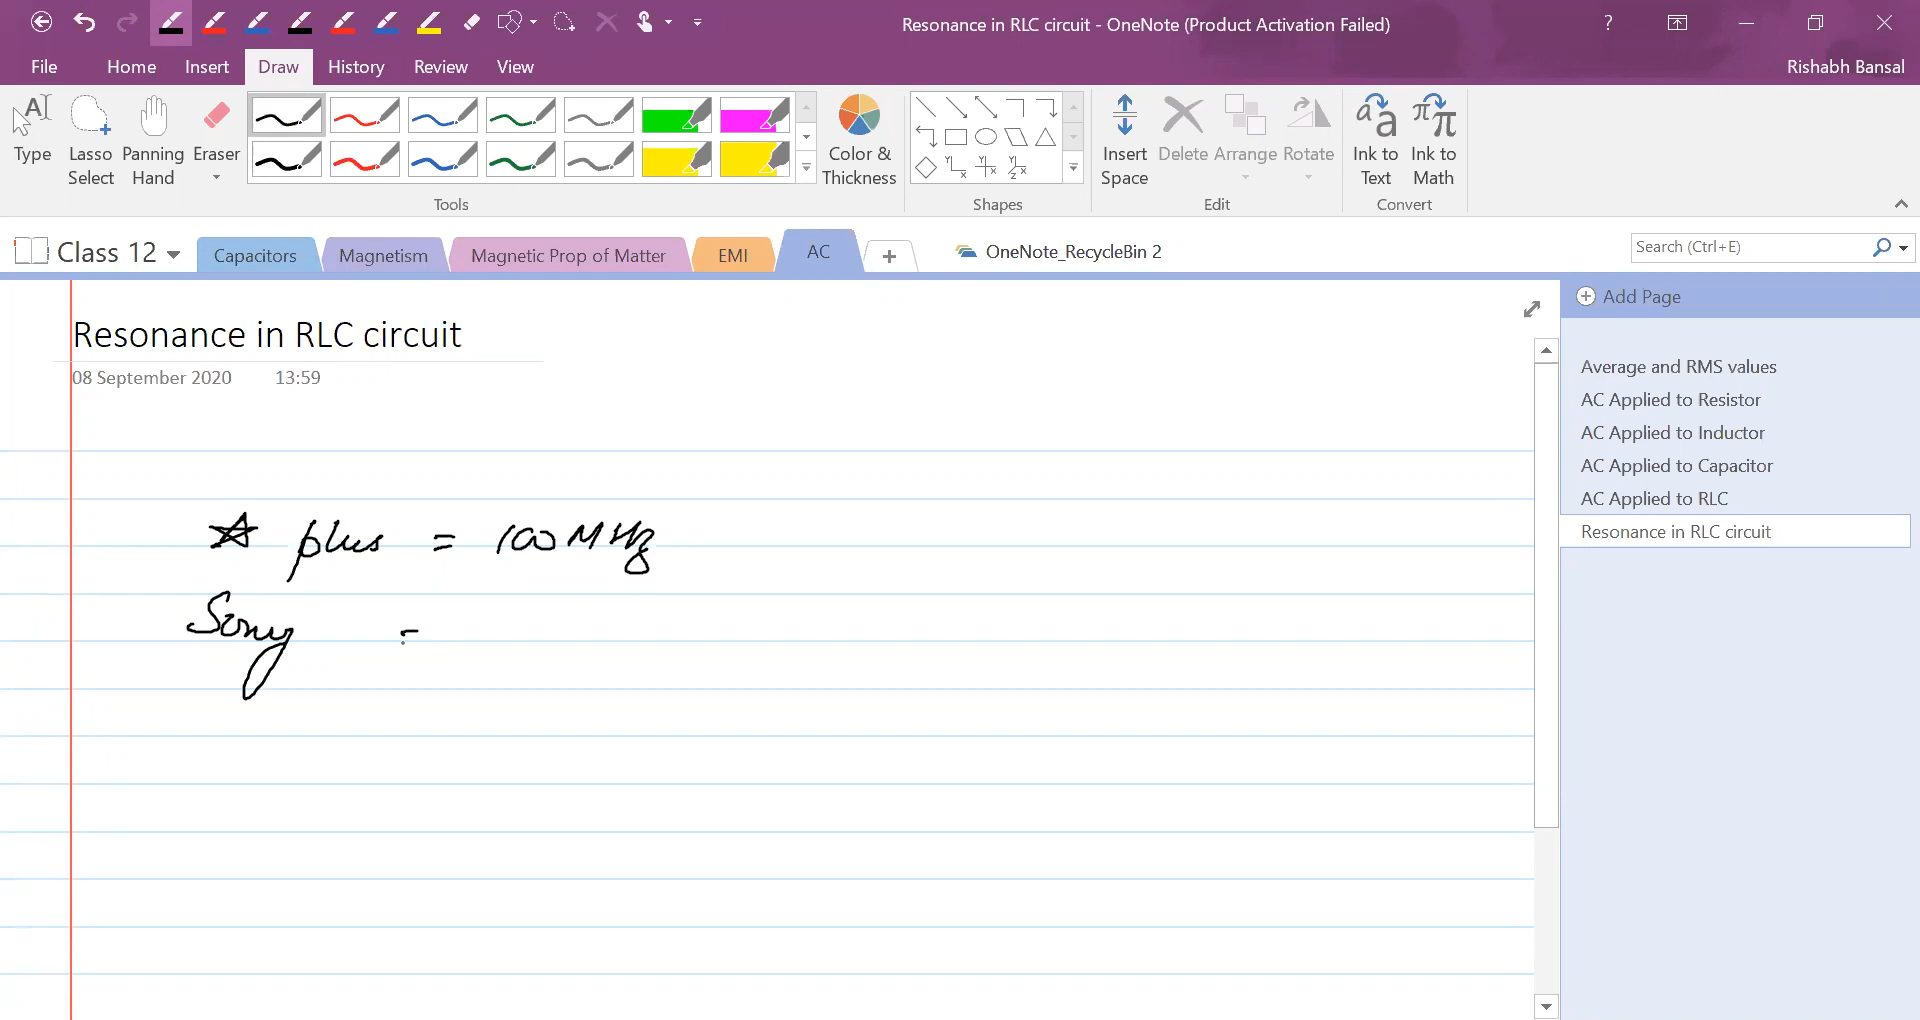 Resonance in RLC circuit - OneNote (Product Activation Failed)
?
File Home Insert Draw History Review View
Rishabh Bansal
Type
Lasso Select
Panning Hand
Eraser
Color & Thickness
Insert Space
Delete
Arrange
Rotate
Ink to Text
Ink to Math
Tools
Shapes
Edit
Convert
Class 12
Capacitors
Magnetism
Magnetic Prop of Matter
EMI
AC
OneNote_RecycleBin 2
Search (Ctrl+E)
Resonance in RLC circuit
08 September 2020 13:59
plus = 100 MHz
Sony =
Add Page
Average and RMS values
AC Applied to Resistor
AC Applied to Inductor
AC Applied to Capacitor
AC Applied to RLC
Resonance in RLC circuit